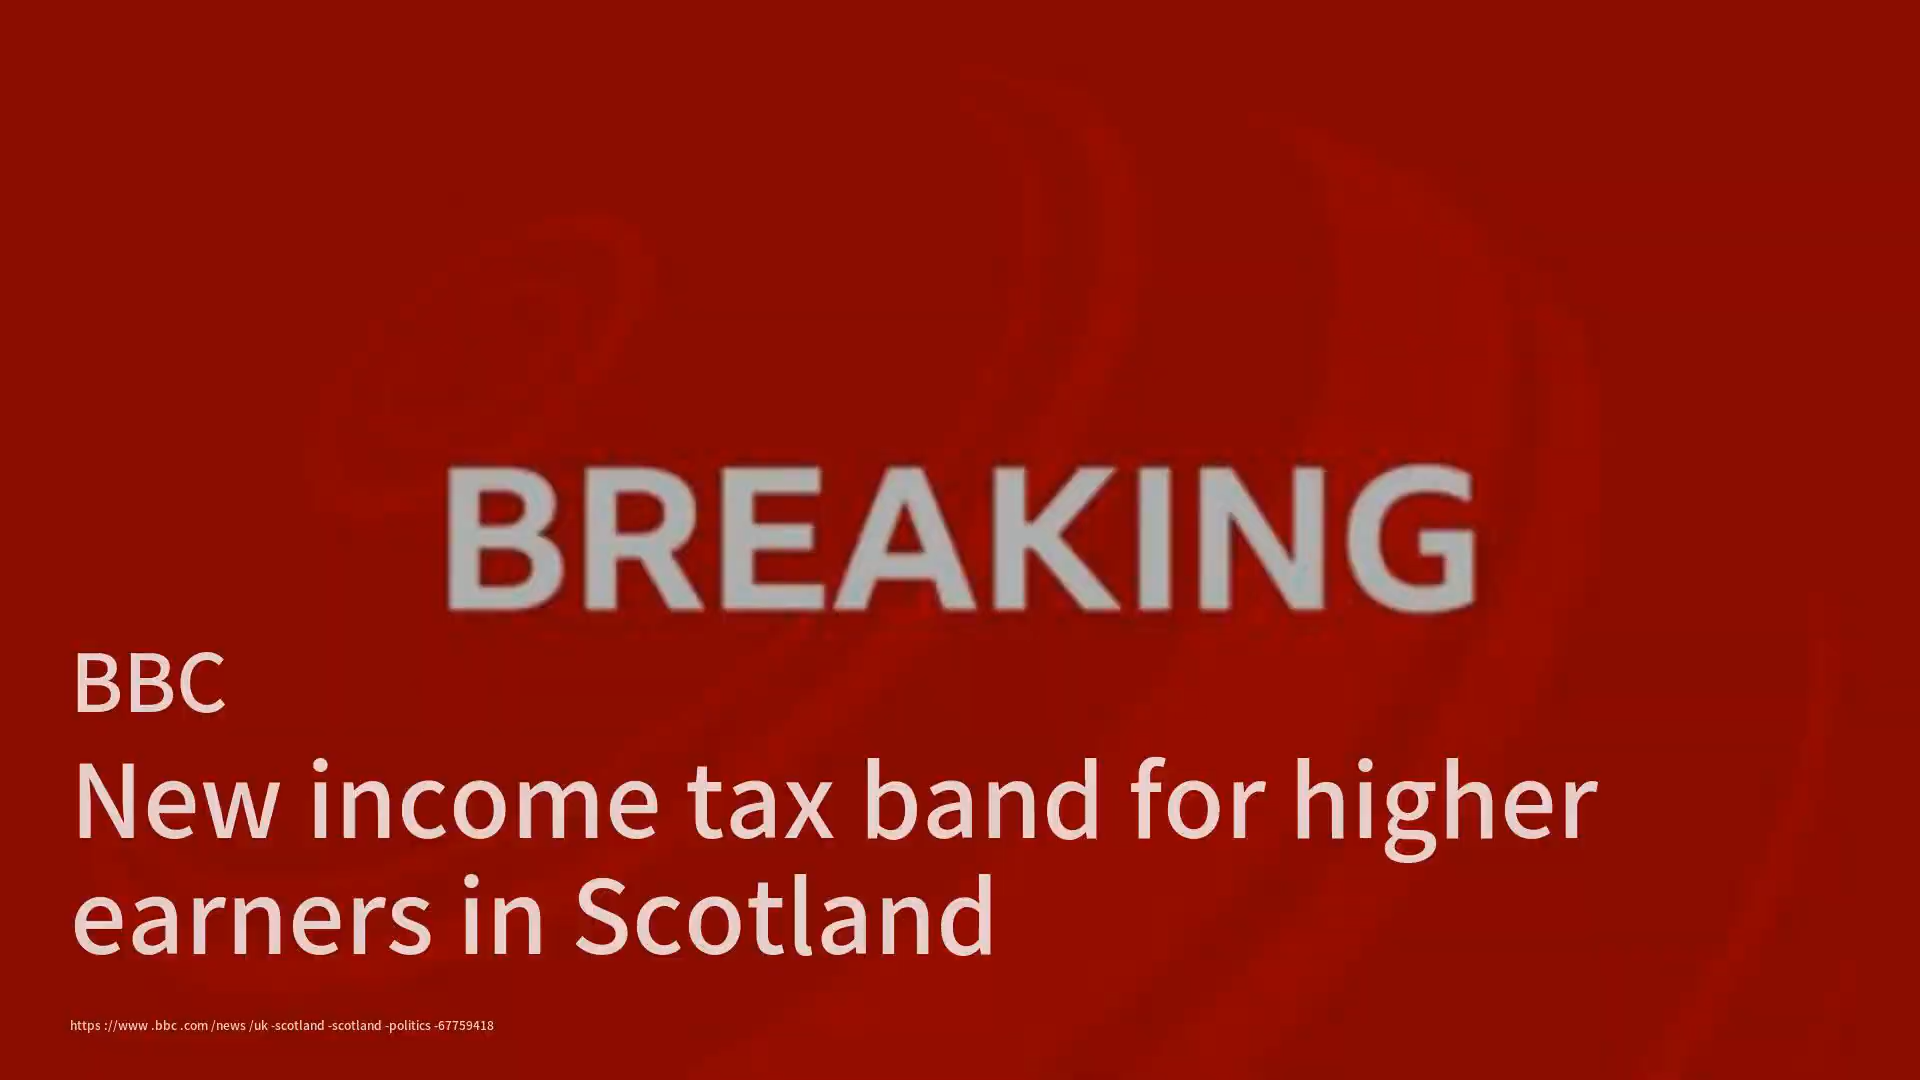 BREAKING
BBC
New income tax band for higher
earners in Scotland
https ://www .bbc .com /news /uk -scotland -scotland -politics -67759418